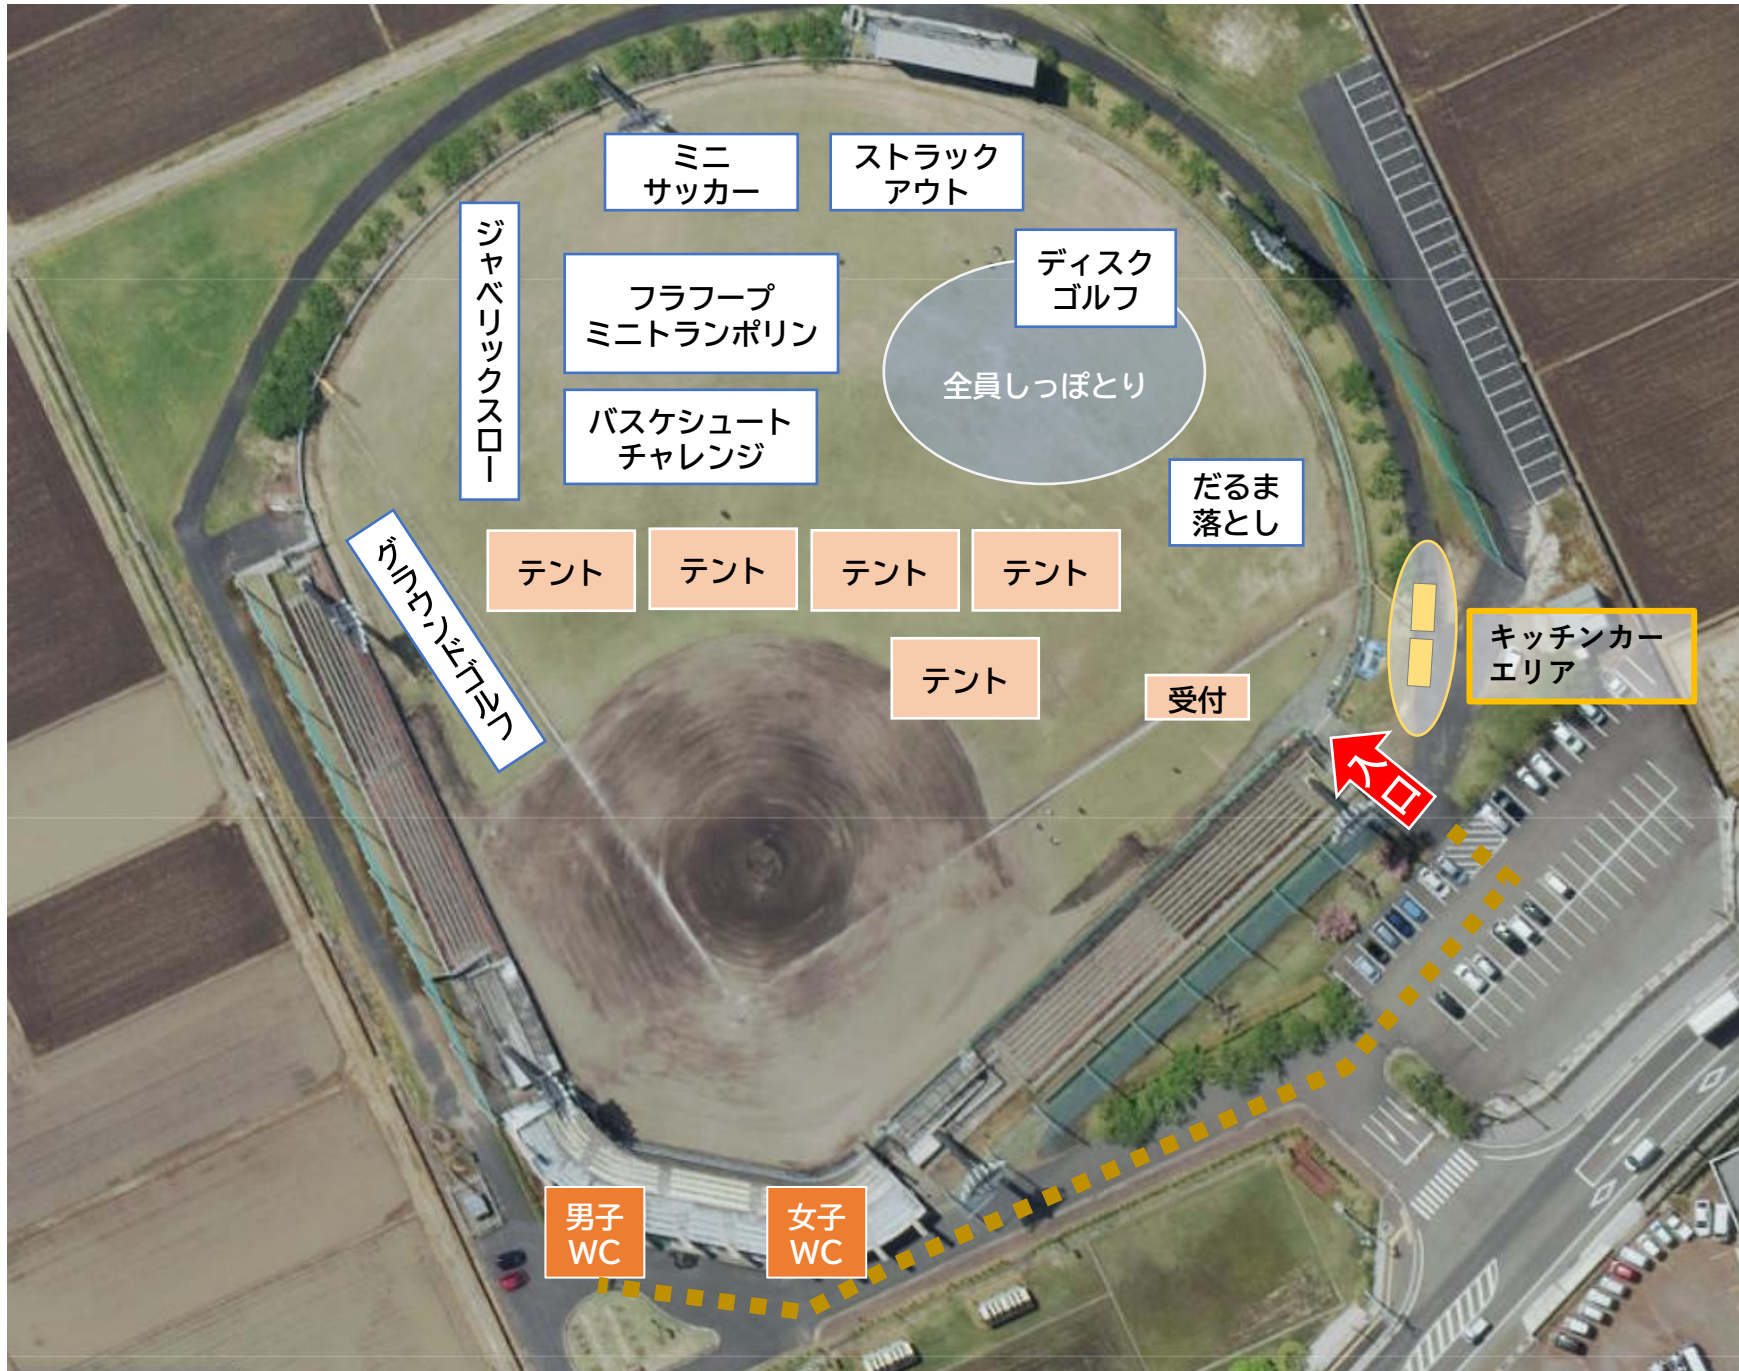 ミニ
サッカー
ストラック
アウト
ジャベリックスロー
ディスク
ゴルフ
フラフープ
ミニトランポリン
全員しっぽとり
バスケシュート
チャレンジ
だるま
落とし
グラウンドゴルフ
テント
テント
テント
テント
キッチンカー
エリア
テント
受付
入口
男子
WC
女子
WC